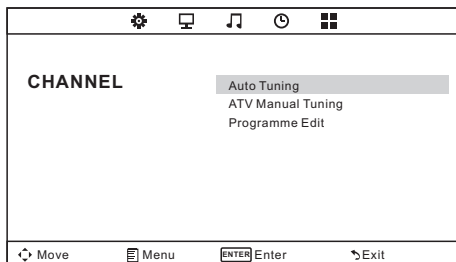 CHANNEL
Auto Tuning
ATV Manual Tuning
Programme Edit
Move Menu ENTER Enter Exit